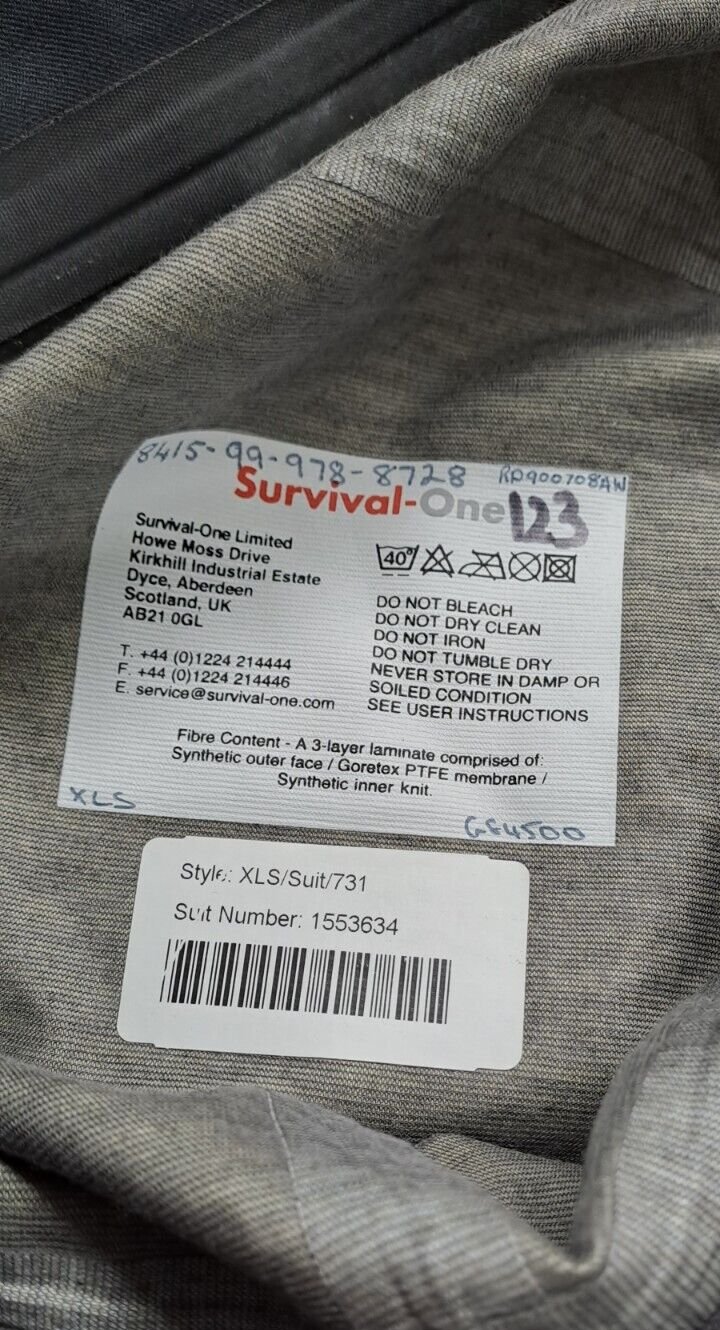 8415-99-978-8728 RP900708AW
Survival-One
123
Survival-One Limited
Howe Moss Drive
Kirkhill Industrial Estate
Dyce, Aberdeen
Scotland, UK
AB21 0GL
T. +44 (0)1224 214444
F. +44 (0)1224 214446
E. service@survival-one.com
40°
DO NOT BLEACH
DO NOT DRY CLEAN
DO NOT IRON
DO NOT TUMBLE DRY
NEVER STORE IN DAMP OR
SOILED CONDITION
SEE USER INSTRUCTIONS
Fibre Content - A 3-layer laminate comprised of:
Synthetic outer face / Goretex PTFE membrane /
Synthetic inner knit.
XLS
Style: XLS/Suit/731
Suit Number: 1553634